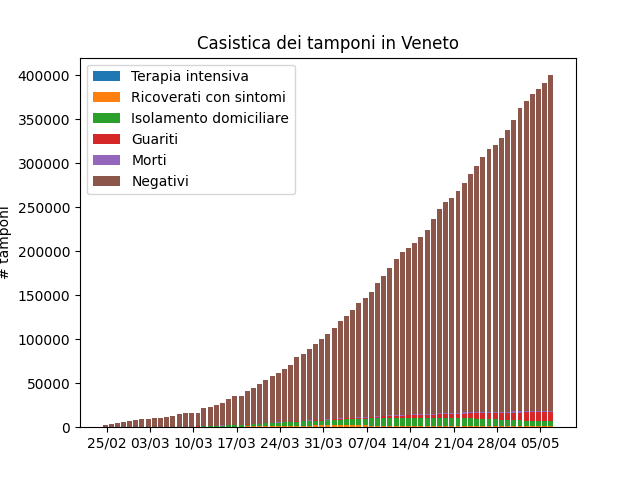 Casistica dei tamponi in Veneto
# tamponi
400000
350000
300000
250000
200000
150000
100000
50000
0
Terapia intensiva
Ricoverati con sintomi
Isolamento domiciliare
Guariti
Morti
Negativi
25/02 03/03 10/03 17/03 24/03 31/03 07/04 14/04 21/04 28/04 05/05